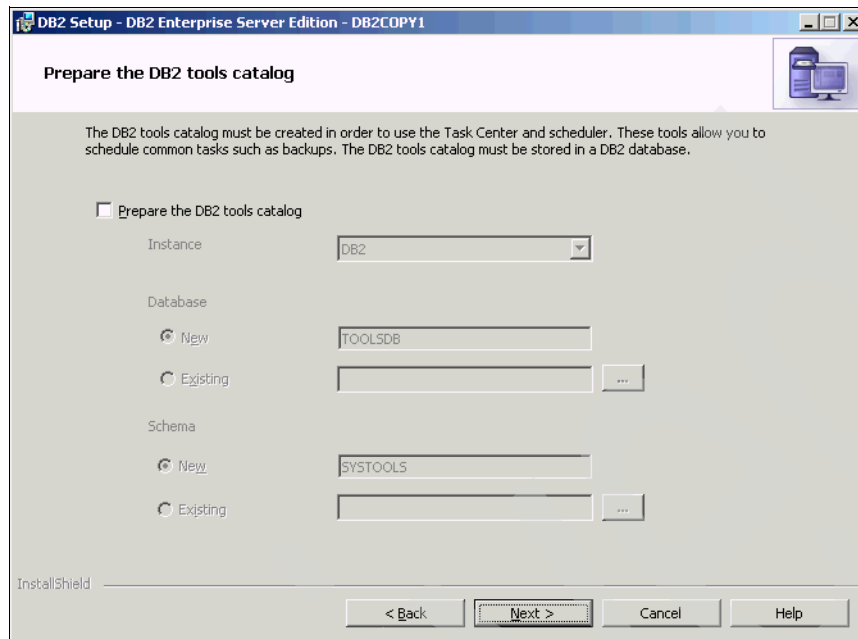 DB2 Setup - DB2 Enterprise Server Edition - DB2COPY1
Prepare the DB2 tools catalog
The DB2 tools catalog must be created in order to use the Task Center and scheduler. These tools allow you to
schedule common tasks such as backups. The DB2 tools catalog must be stored in a DB2 database.
Prepare the DB2 tools catalog
Instance DB2
Database
New TOOLSDB
Existing ...
Schema
New SYSTOOLS
Existing ...
InstallShield
< Back Next > Cancel Help